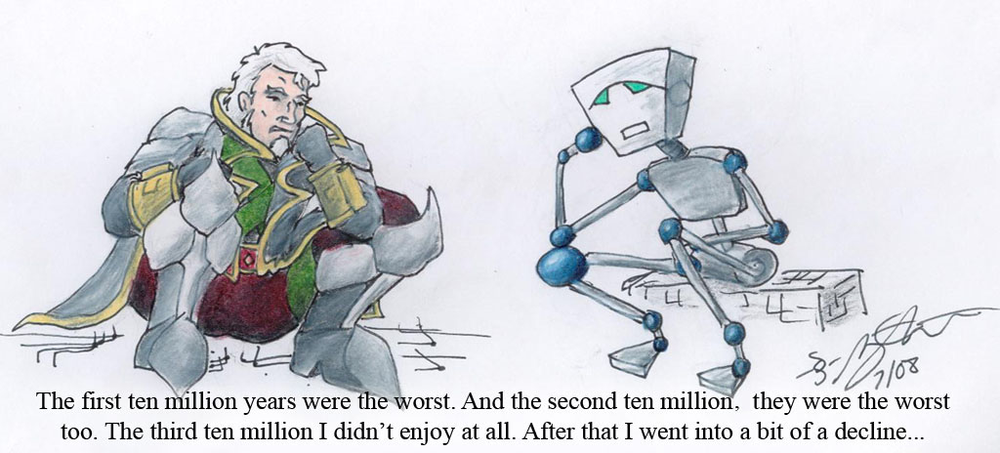 7/08
The first ten million years were the worst. And the second ten million,  they were the worst
too. The third ten million I didn't enjoy at all. After that I went into a bit of a decline...